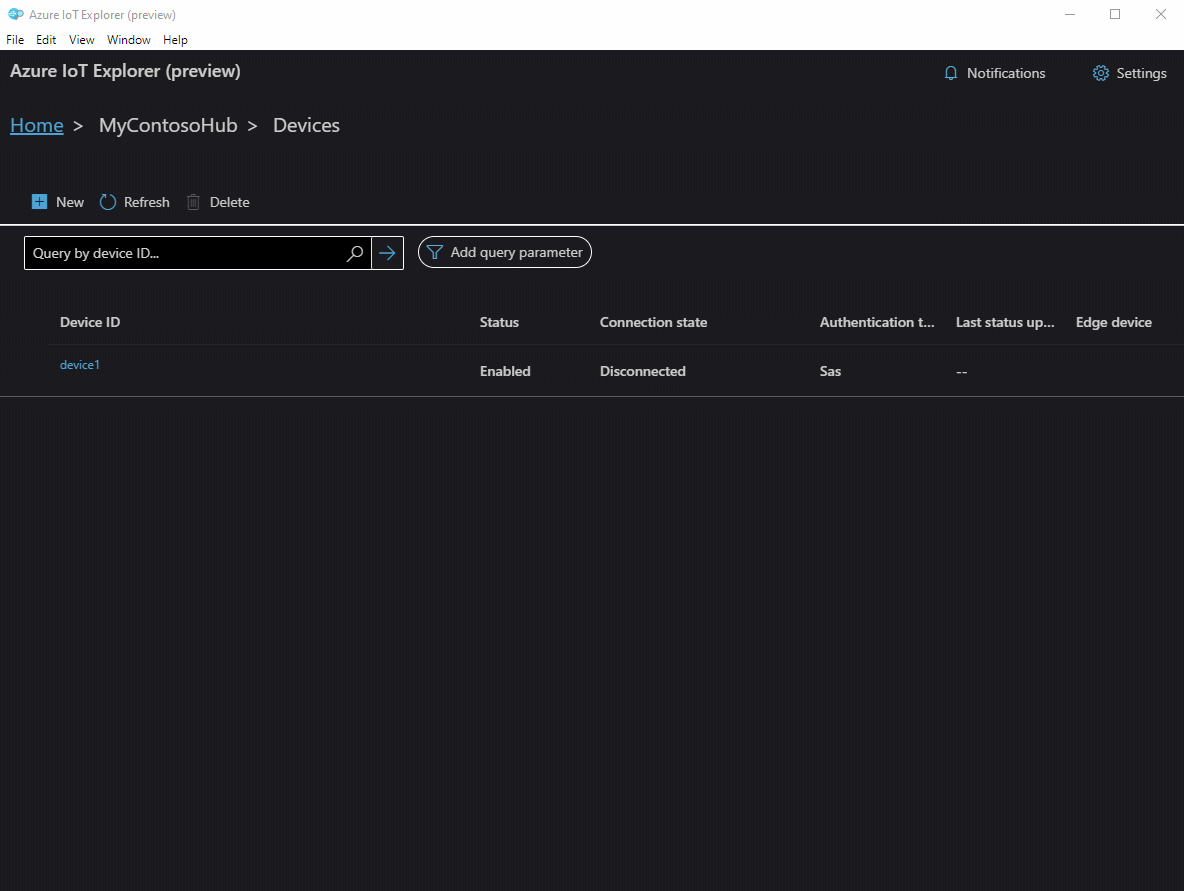 Azure IoT Explorer (preview)
File Edit View Window Help
Azure IoT Explorer (preview)
Notifications
Settings
Home > MyContosoHub > Devices
New Refresh Delete
Query by device ID...
Add query parameter
Device ID Status Connection state Authentication t... Last status up... Edge device
device1 Enabled Disconnected Sas --